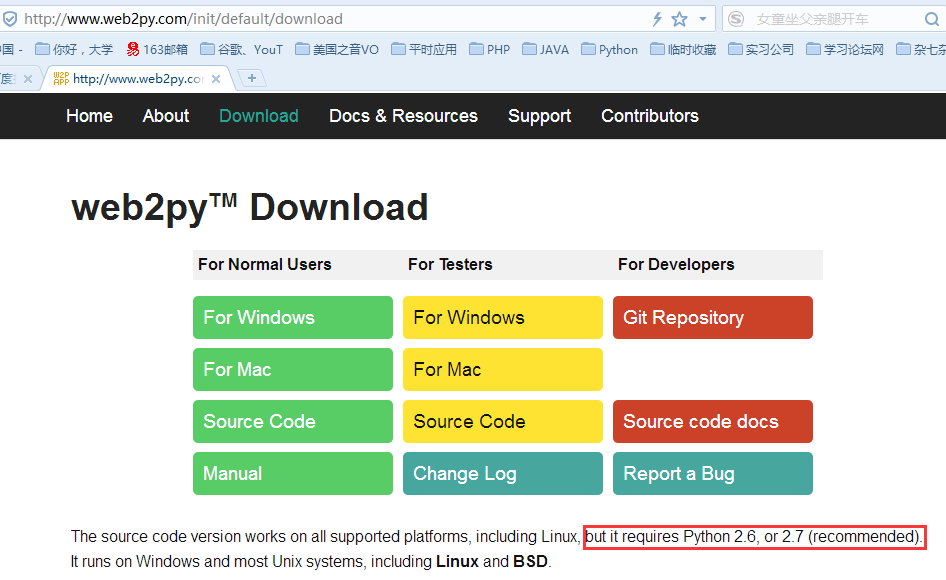 http://www.web2py.com/init/default/download
女童坐父亲腿开车
中国 - 你好，大学 163邮箱 谷歌、YouT 美国之音VO 平时应用 PHP JAVA Python 临时收藏 实习公司 学习论坛网 杂七杂
度 W2P APP http://www.web2py.cor
Home About Download Docs & Resources Support Contributors
web2py™ Download
For Normal Users For Testers For Developers
For Windows For Windows Git Repository
For Mac For Mac
Source Code Source Code Source code docs
Manual Change Log Report a Bug
The source code version works on all supported platforms, including Linux, but it requires Python 2.6, or 2.7 (recommended).
It runs on Windows and most Unix systems, including Linux and BSD.